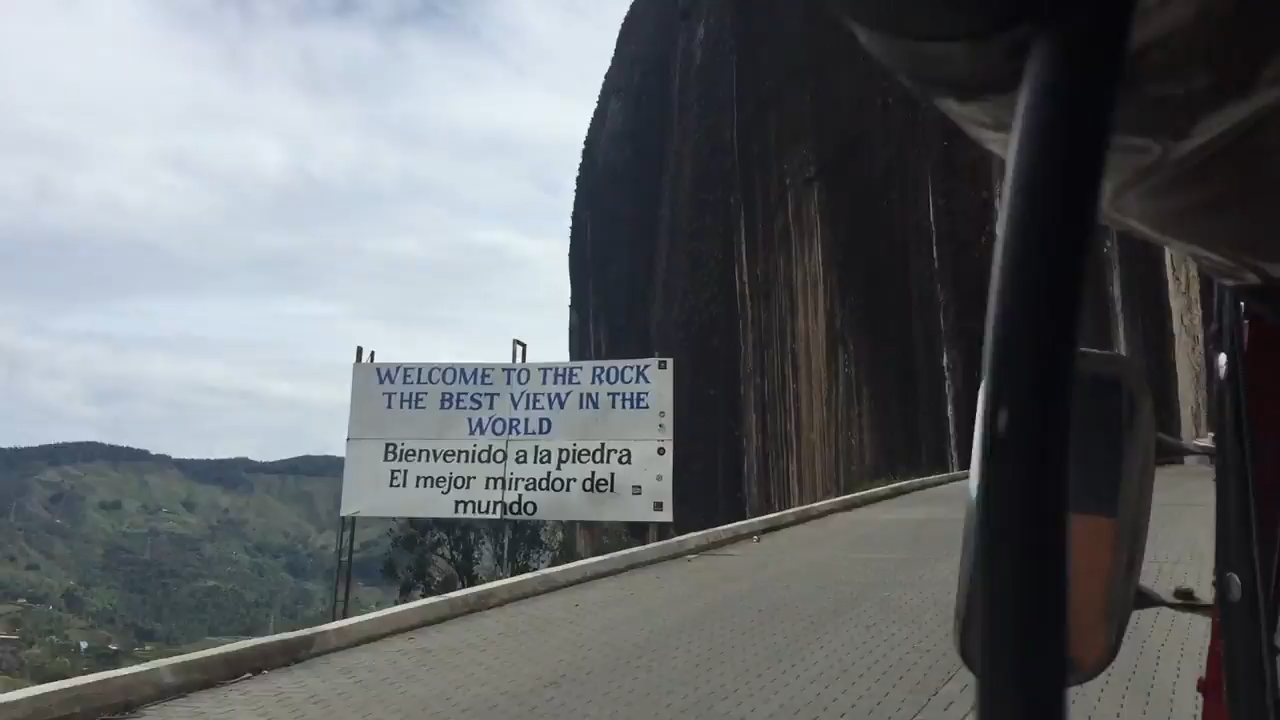 WELCOME TO THE ROCK
THE BEST VIEW IN THE
WORLD
Bienvenido a la piedra
El mejor mirador del
mundo